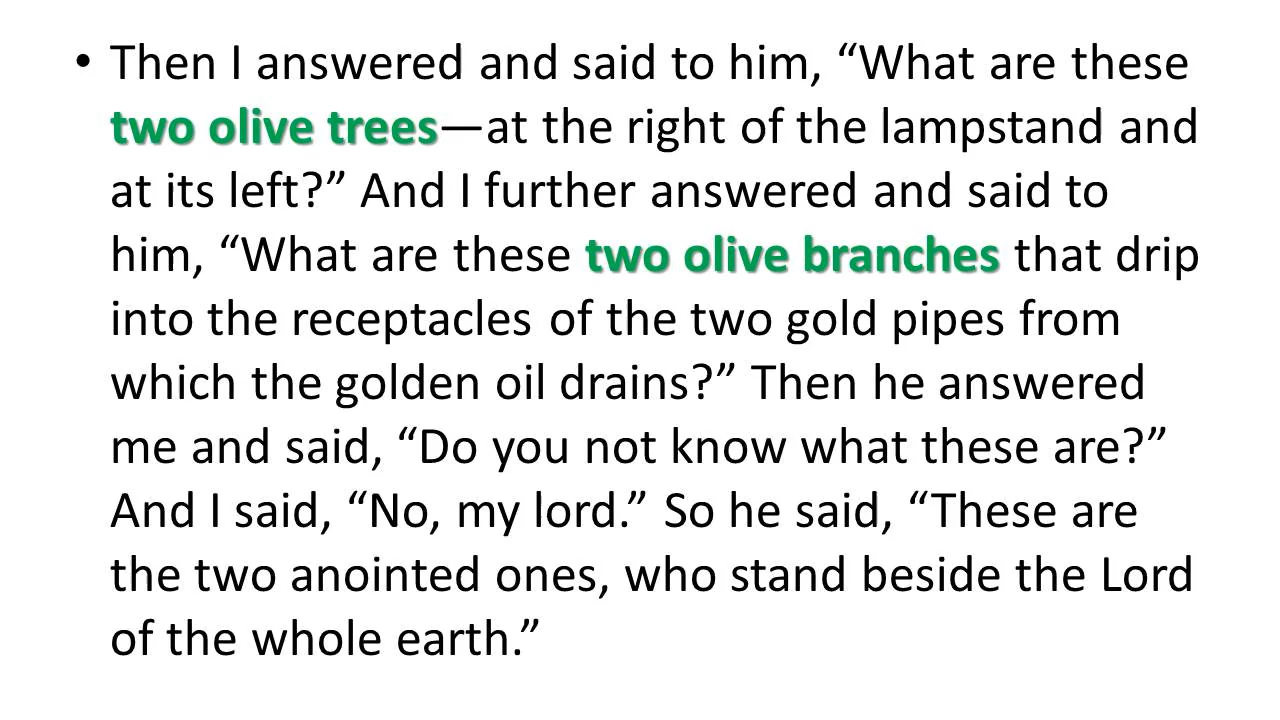 • Then I answered and said to him, “What are these
two olive trees—at the right of the lampstand and
at its left?” And I further answered and said to
him, “What are these two olive branches that drip
into the receptacles of the two gold pipes from
which the golden oil drains?” Then he answered
me and said, “Do you not know what these are?”
And I said, “No, my lord.” So he said, “These are
the two anointed ones, who stand beside the Lord
of the whole earth.”